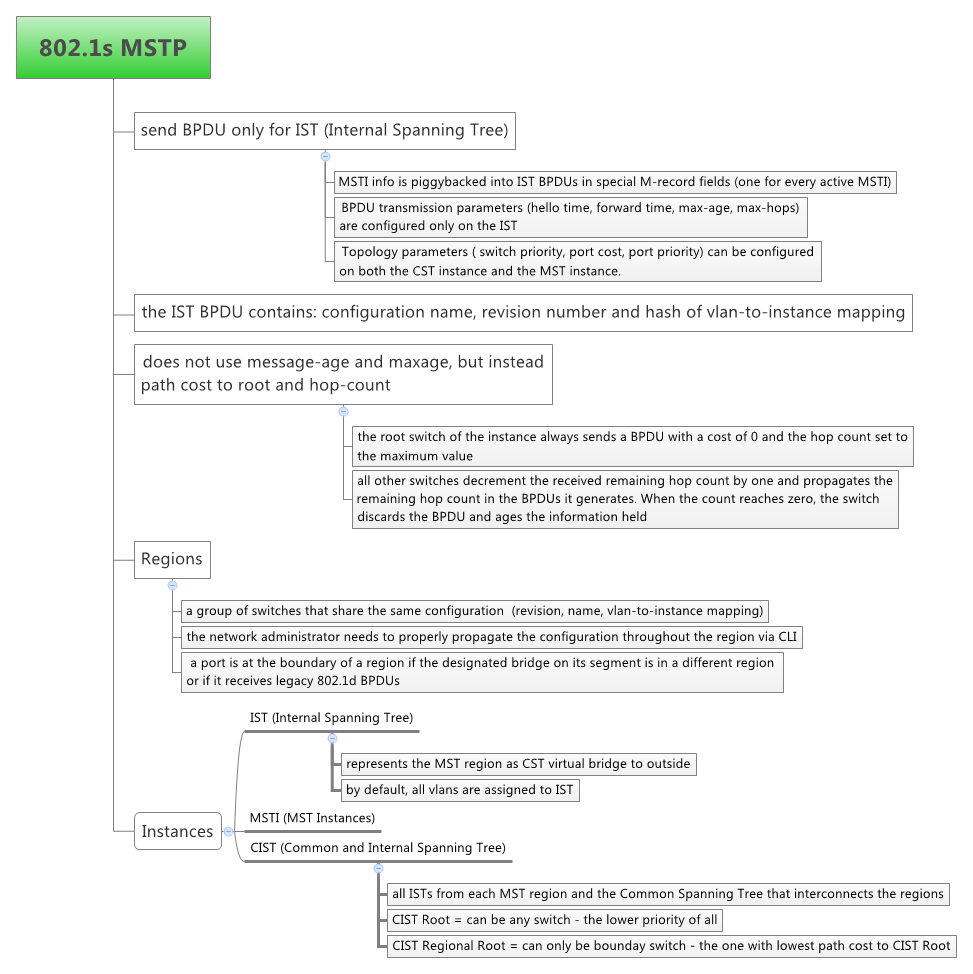 802.1s MSTP
send BPDU only for IST (Internal Spanning Tree)
MSTI info is piggybacked into IST BPDUs in special M-record fields (one for every active MSTI)
BPDU transmission parameters (hello time, forward time, max-age, max-hops)
are configured only on the IST
Topology parameters ( switch priority, port cost, port priority) can be configured
on both the CST instance and the MST instance.
the IST BPDU contains: configuration name, revision number and hash of vlan-to-instance mapping
does not use message-age and maxage, but instead
path cost to root and hop-count
the root switch of the instance always sends a BPDU with a cost of 0 and the hop count set to
the maximum value
all other switches decrement the received remaining hop count by one and propagates the
remaining hop count in the BPDUs it generates. When the count reaches zero, the switch
discards the BPDU and ages the information held
Regions
a group of switches that share the same configuration (revision, name, vlan-to-instance mapping)
the network administrator needs to properly propagate the configuration throughout the region via CLI
a port is at the boundary of a region if the designated bridge on its segment is in a different region
or if it receives legacy 802.1d BPDUs
Instances
IST (Internal Spanning Tree)
represents the MST region as CST virtual bridge to outside
by default, all vlans are assigned to IST
MSTI (MST Instances)
CIST (Common and Internal Spanning Tree)
all ISTs from each MST region and the Common Spanning Tree that interconnects the regions
CIST Root = can be any switch - the lower priority of all
CIST Regional Root = can only be bounday switch - the one with lowest path cost to CIST Root